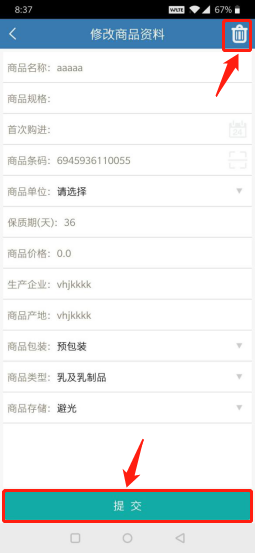 8:37
VoLTE 67%
修改商品资料
商品名称: aaaaa
商品规格:
首次购进:
商品条码: 6945936110055
商品单位: 请选择
保质期(天): 36
商品价格: 0.0
生产企业: vhjkkkk
商品产地: vhjkkkk
商品包装: 预包装
商品类型: 乳及乳制品
商品存储: 避光
提 交